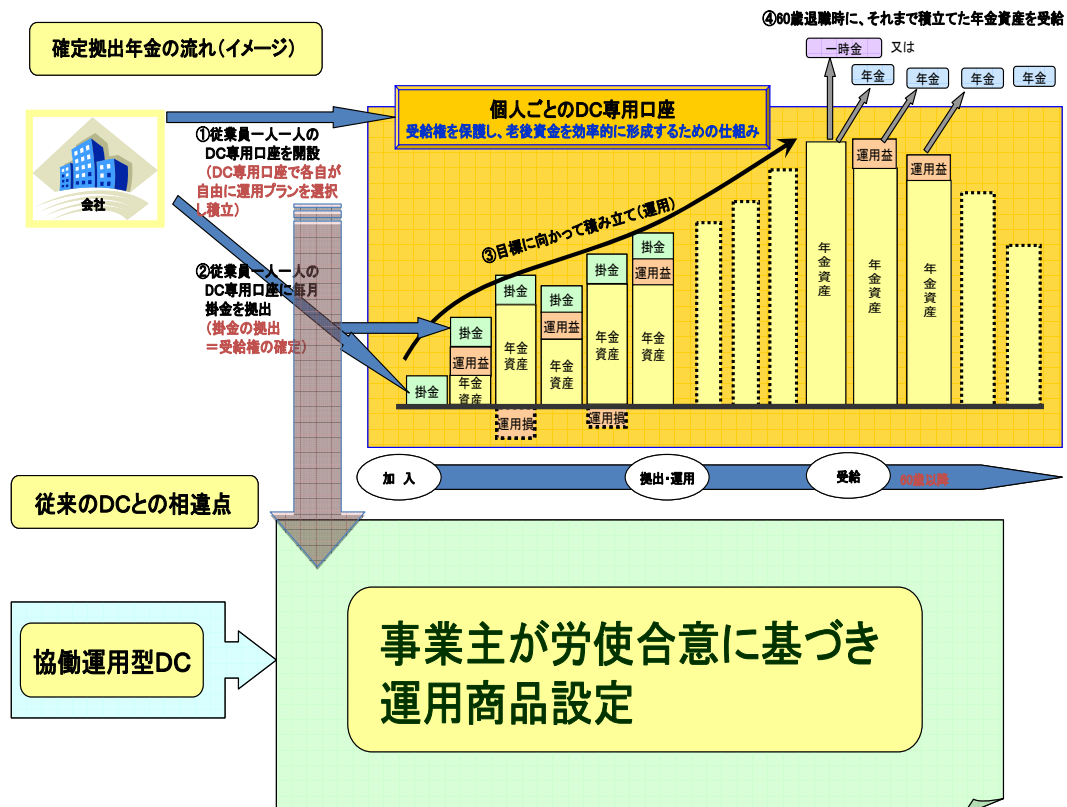 ④60歳退職時に、それまで積立てた年金資産を受給
確定拠出年金の流れ（イメージ）
一時金
又は
年金
年金
年金
年金
個人ごとのDC専用口座
受給権を保護し、老後資金を効率的に形成するための仕組み
①従業員一人一人の
DC専用口座を開設
（DC専用口座で各自が
自由に運用プランを選択
し積立）
会社
②従業員一人一人の
DC専用口座に毎月
掛金を拠出
（掛金の拠出
＝受給権の確定）
③目標に向かって積み立て（運用）
掛金
掛金
運用益
年金
資産
掛金
年金
資産
運用損
掛金
運用益
年金
資産
掛金
年金
資産
運用損
掛金
運用益
年金
資産
年金資産
運用益
年金資産
運用益
年金資産
加 入
拠出・運用
受給
60歳以降
従来のDCとの相違点
協働運用型DC
事業主が労使合意に基づき
運用商品設定